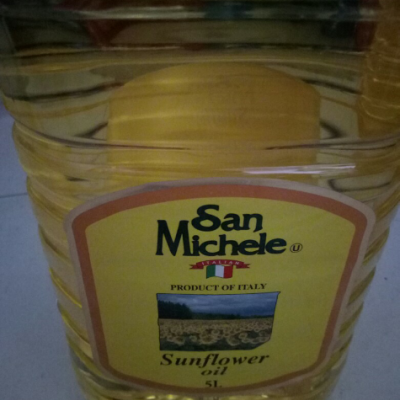 San
Michele
U
ITALIAN
PRODUCT OF ITALY
Sunflower
oil
5L